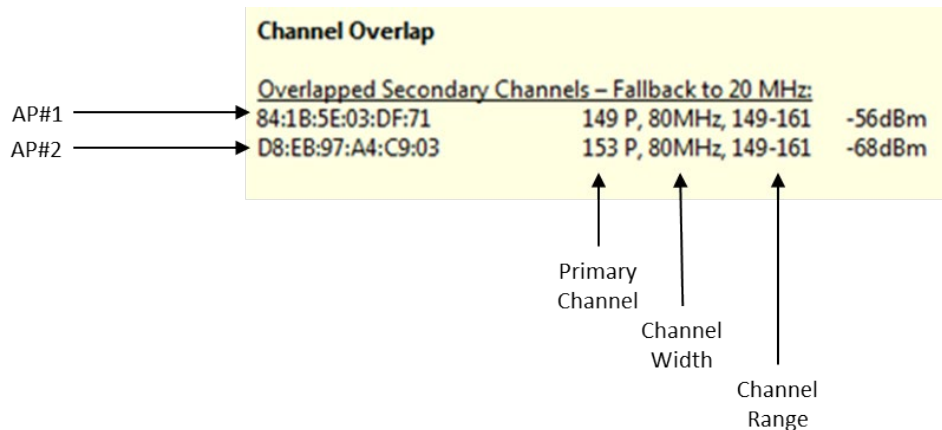 Channel Overlap
Overlapped Secondary Channels – Fallback to 20 MHz:
AP#1
84:1B:5E:03:DF:71 149 P, 80MHz, 149-161 -56dBm
AP#2
D8:EB:97:A4:C9:03 153 P, 80MHz, 149-161 -68dBm
Primary
Channel
Channel
Width
Channel
Range